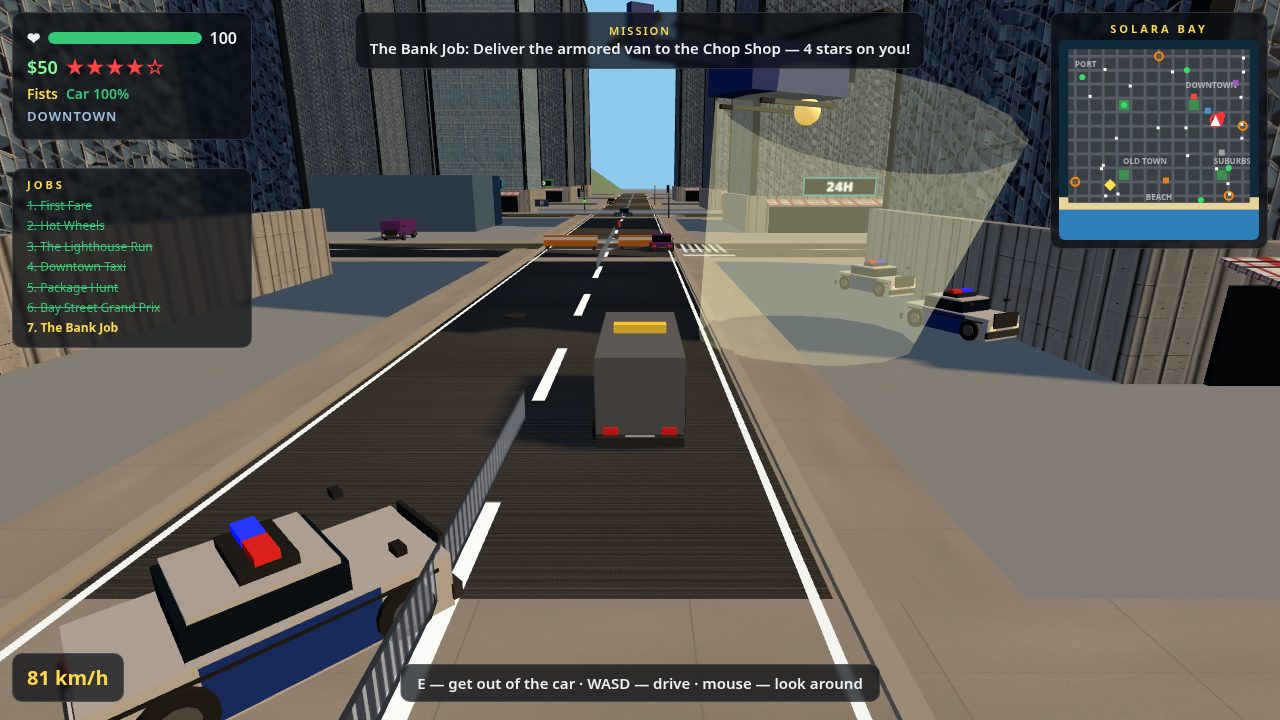 ❤ 100
$50 ★★★★☆
Fists Car 100%
DOWNTOWN
JOBS
1. First Fare
2. Hot Wheels
3. The Lighthouse Run
4. Downtown Taxi
5. Package Hunt
6. Bay Street Grand Prix
7. The Bank Job
MISSION
The Bank Job: Deliver the armored van to the Chop Shop — 4 stars on you!
SOLARA BAY
PORT
DOWNTOWN
OLD TOWN
SUBURBS
BEACH
24H
81 km/h
E — get out of the car · WASD — drive · mouse — look around